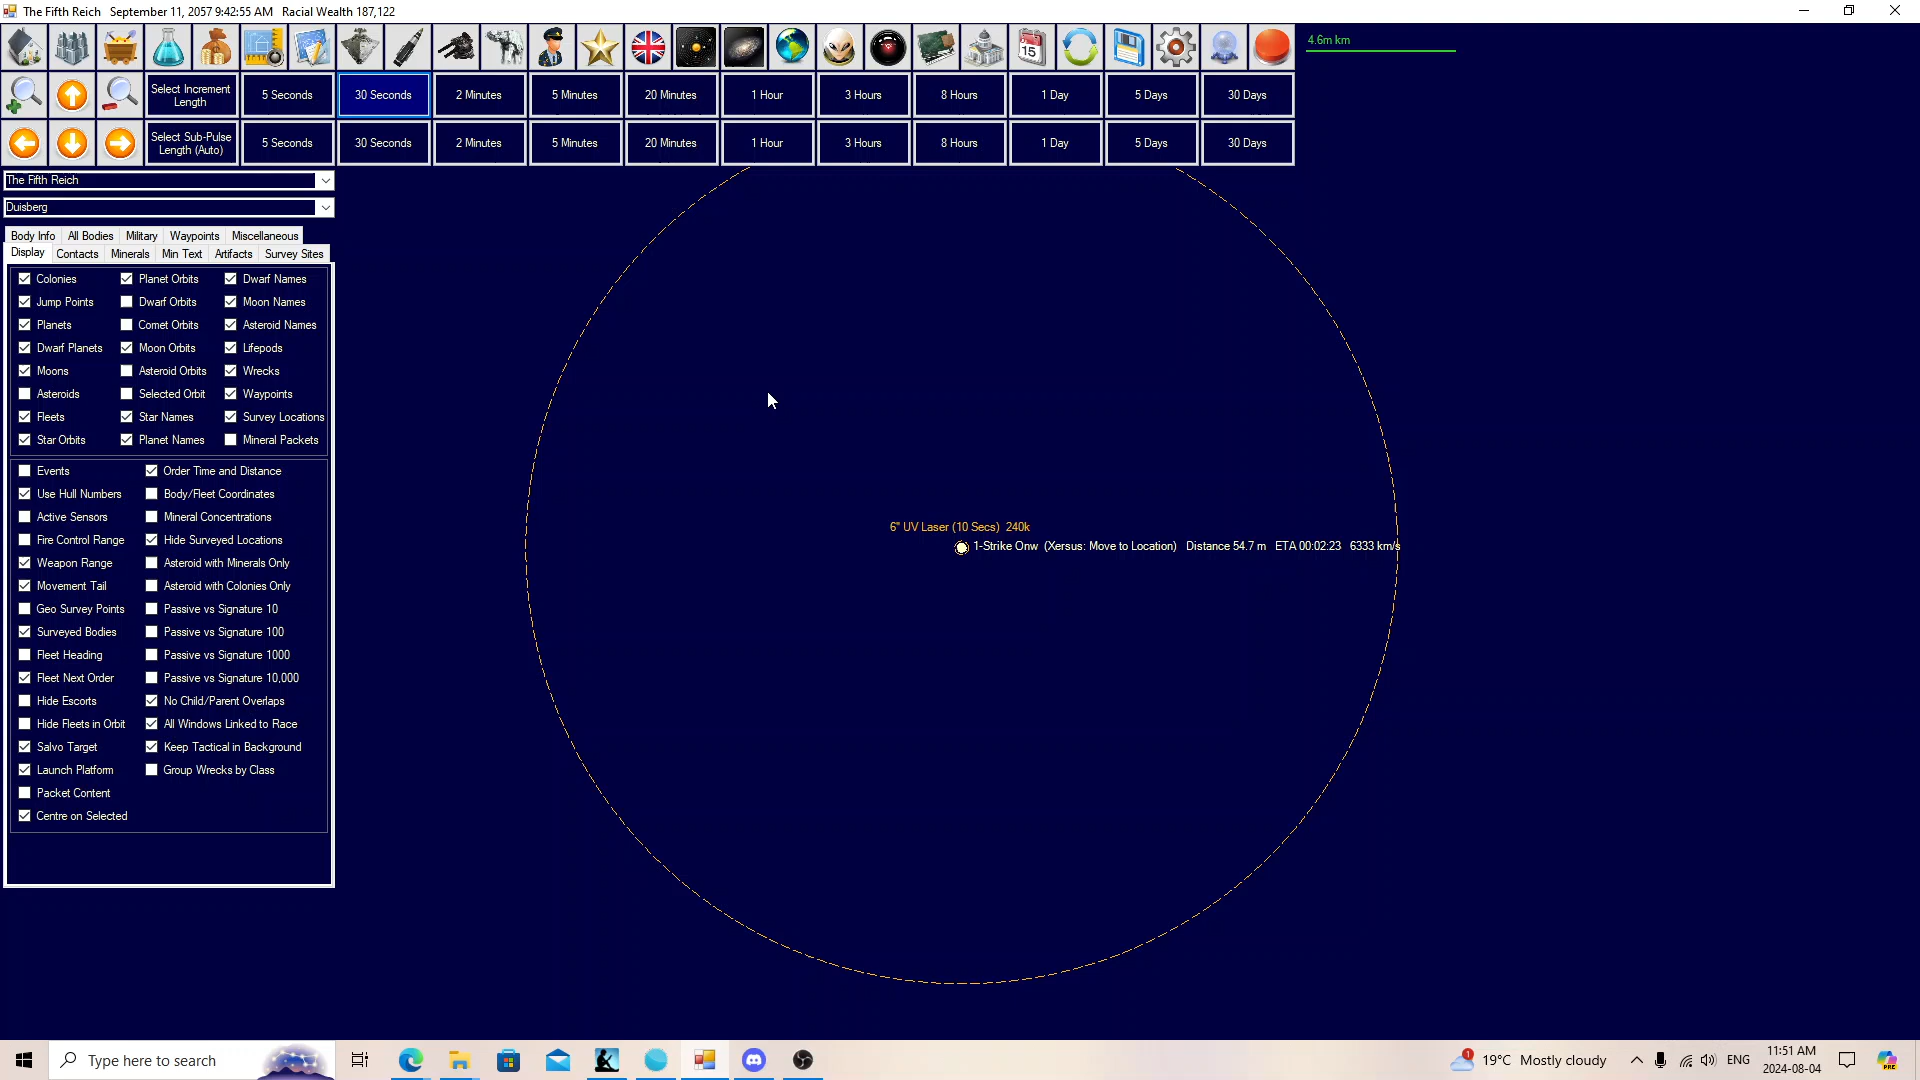 The Fifth Reich   September 11, 2057 9:42:55 AM   Racial Wealth 187,122
15
4.6m km
Select Increment Length
5 Seconds
30 Seconds
2 Minutes
5 Minutes
20 Minutes
1 Hour
3 Hours
8 Hours
1 Day
5 Days
30 Days
Select Sub-Pulse Length (Auto)
5 Seconds
30 Seconds
2 Minutes
5 Minutes
20 Minutes
1 Hour
3 Hours
8 Hours
1 Day
5 Days
30 Days
The Fifth Reich
Duisberg
Body Info   All Bodies   Military   Waypoints   Miscellaneous
Display   Contacts   Minerals   Min Text   Artifacts   Survey Sites
Colonies   Planet Orbits   Dwarf Names
Jump Points   Dwarf Orbits   Moon Names
Planets   Comet Orbits   Asteroid Names
Dwarf Planets   Moon Orbits   Lifepods
Moons   Asteroid Orbits   Wrecks
Asteroids   Selected Orbit   Waypoints
Fleets   Star Names   Survey Locations
Star Orbits   Planet Names   Mineral Packets
Events   Order Time and Distance
Use Hull Numbers   Body/Fleet Coordinates
Active Sensors   Mineral Concentrations
Fire Control Range   Hide Surveyed Locations
Weapon Range   Asteroid with Minerals Only
Movement Tail   Asteroid with Colonies Only
Geo Survey Points   Passive vs Signature 10
Surveyed Bodies   Passive vs Signature 100
Fleet Heading   Passive vs Signature 1000
Fleet Next Order   Passive vs Signature 10,000
Hide Escorts   No Child/Parent Overlaps
Hide Fleets in Orbit   All Windows Linked to Race
Salvo Target   Keep Tactical in Background
Launch Platform   Group Wrecks by Class
Packet Content
Centre on Selected
6" UV Laser (10 Secs)  240k
1-Strike Onw  (Xersus: Move to Location)   Distance 54.7 m   ETA 00:02:23   6333 km/s
Type here to search
1
19°C  Mostly cloudy
ENG
11:51 AM
2024-08-04
PRE